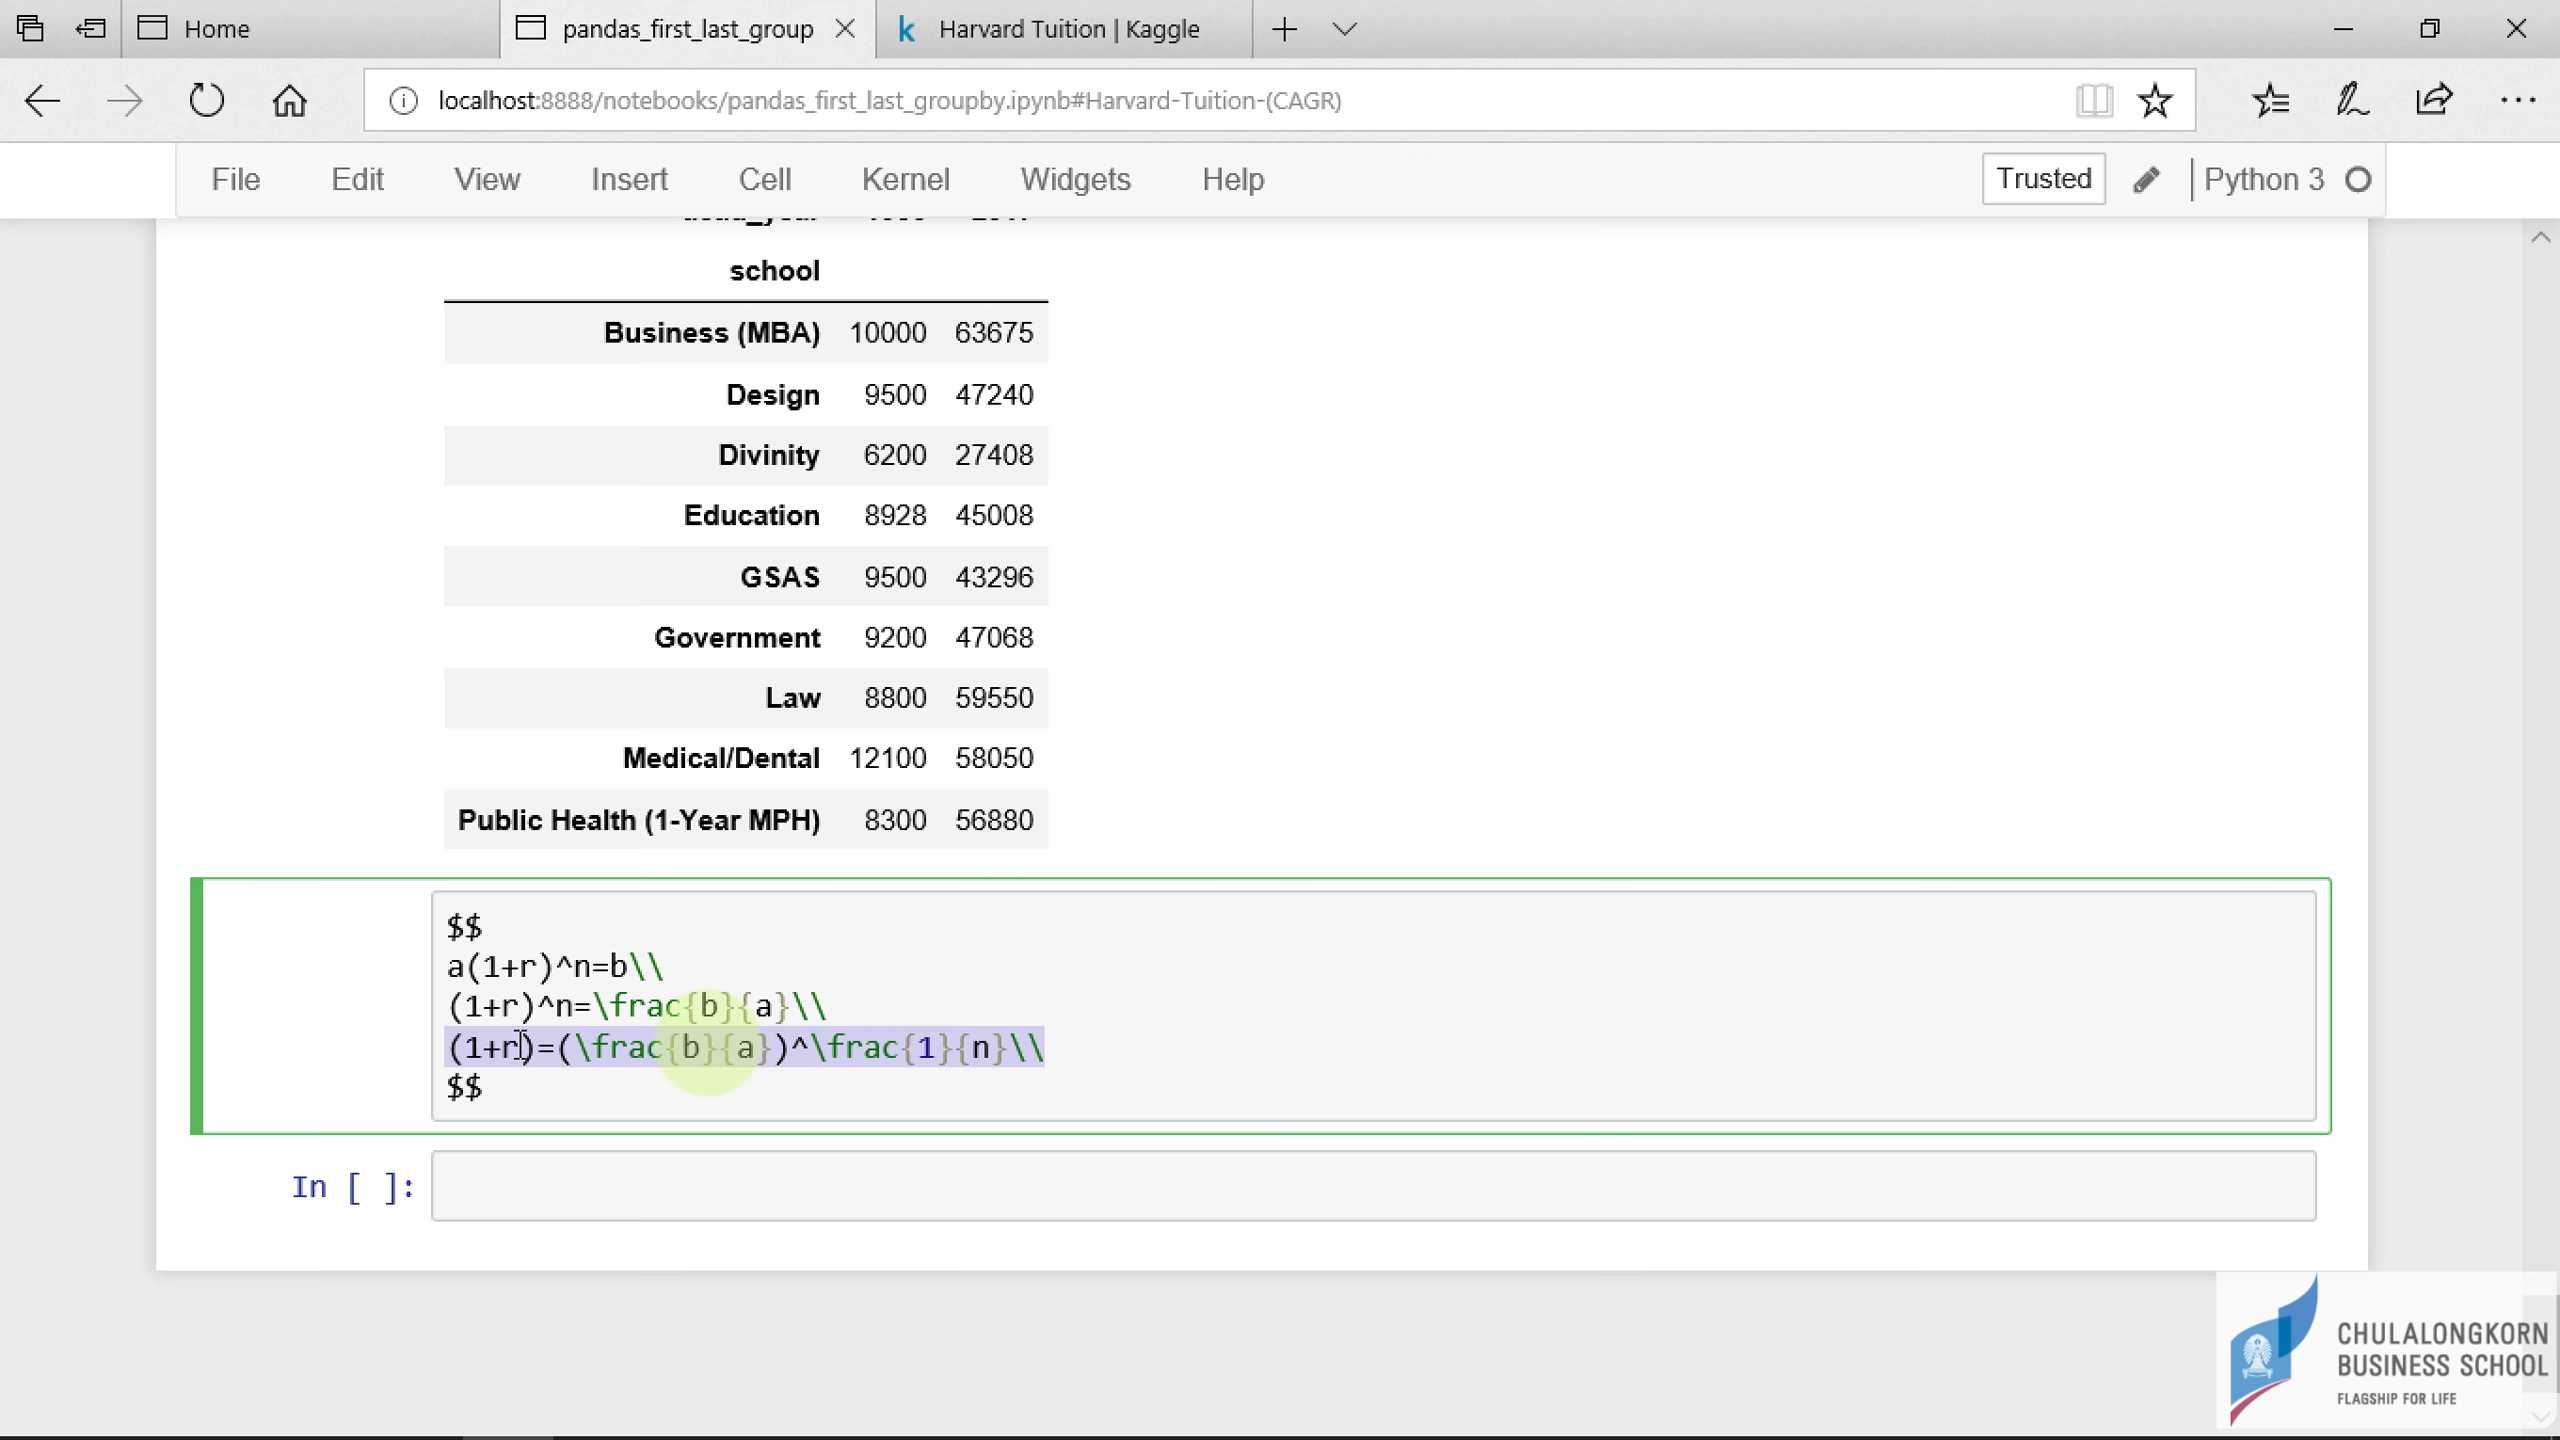 Home
pandas_first_last_group
Harvard Tuition | Kaggle
localhost:8888/notebooks/pandas_first_last_groupby.ipynb#Harvard-Tuition-(CAGR)
File Edit View Insert Cell Kernel Widgets Help
Trusted
Python 3
school
Business (MBA) 10000 63675
Design 9500 47240
Divinity 6200 27408
Education 8928 45008
GSAS 9500 43296
Government 9200 47068
Law 8800 59550
Medical/Dental 12100 58050
Public Health (1-Year MPH) 8300 56880
$$
a(1+r)^n=b\\
(1+r)^n=\frac{b}{a}\\
(1+r)=(\frac{b}{a})^\frac{1}{n}\\
$$
In [ ]:
CHULALONGKORN
BUSINESS SCHOOL
FLAGSHIP FOR LIFE